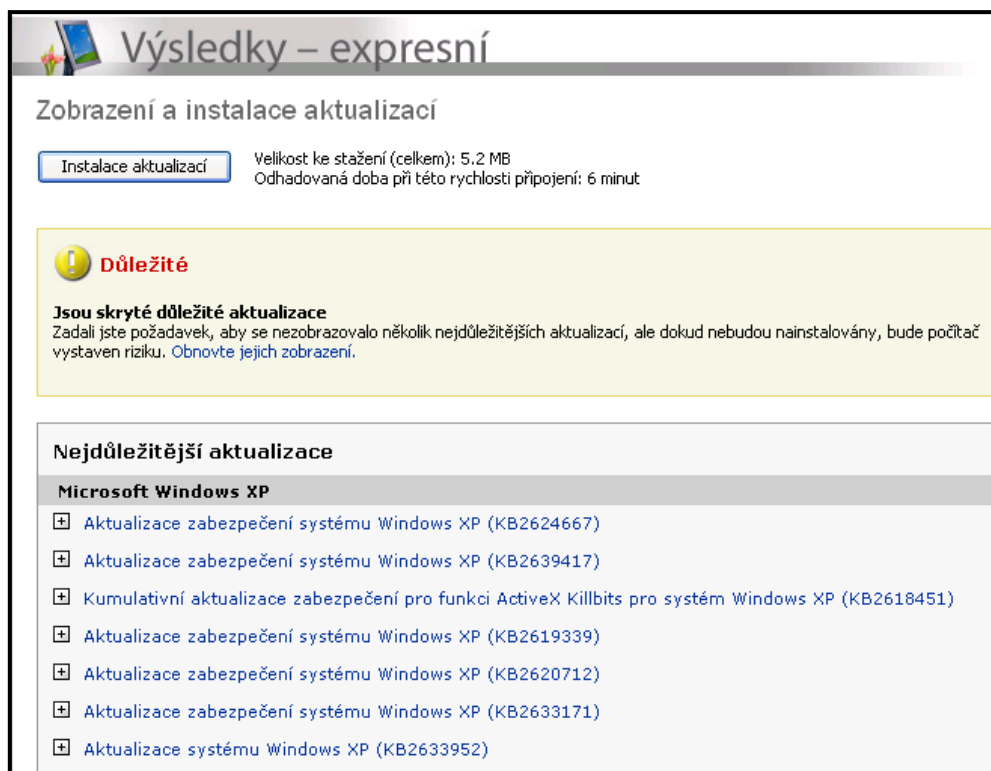 Výsledky – expresní
Zobrazení a instalace aktualizací
Instalace aktualizací
Velikost ke stažení (celkem): 5.2 MB
Odhadovaná doba při této rychlosti připojení: 6 minut
Důležité
Jsou skryté důležité aktualizace
Zadali jste požadavek, aby se nezobrazovalo několik nejdůležitějších aktualizací, ale dokud nebudou nainstalovány, bude počítač
vystaven riziku. Obnovte jejich zobrazení.
Nejdůležitější aktualizace
Microsoft Windows XP
Aktualizace zabezpečení systému Windows XP (KB2624667)
Aktualizace zabezpečení systému Windows XP (KB2639417)
Kumulativní aktualizace zabezpečení pro funkci ActiveX Killbits pro systém Windows XP (KB2618451)
Aktualizace zabezpečení systému Windows XP (KB2619339)
Aktualizace zabezpečení systému Windows XP (KB2620712)
Aktualizace zabezpečení systému Windows XP (KB2633171)
Aktualizace systému Windows XP (KB2633952)